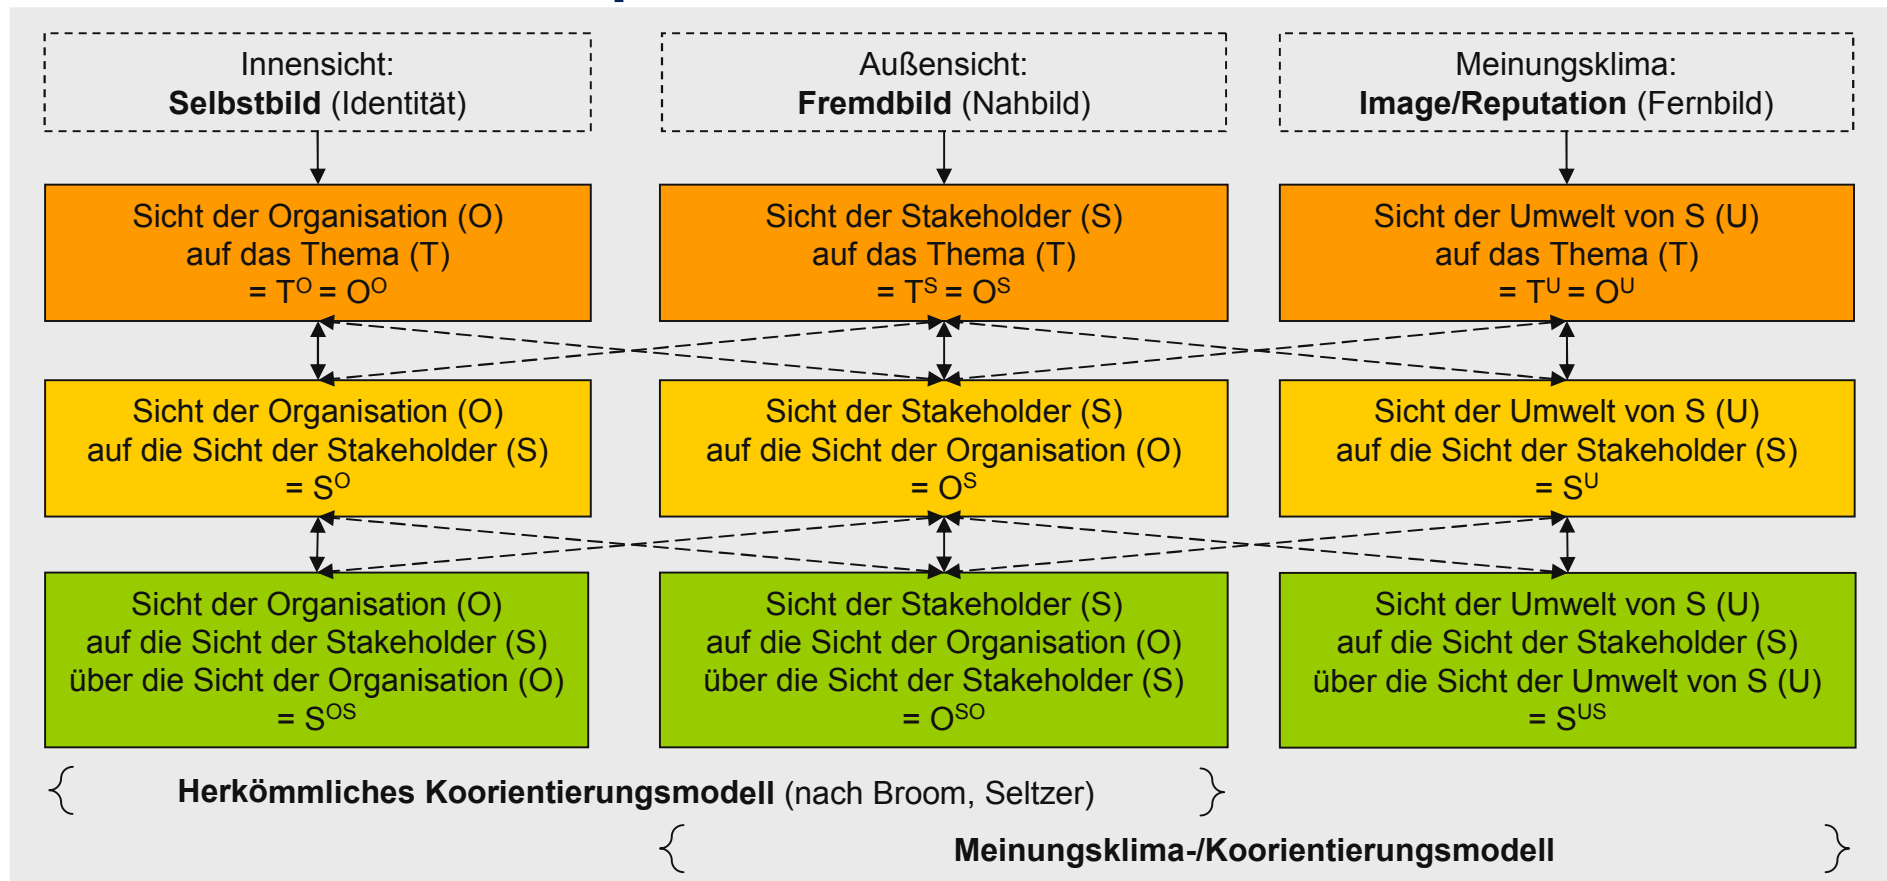 Innensicht:
Selbstbild (Identität)
Außensicht:
Fremdbild (Nahbild)
Meinungsklima:
Image/Reputation (Fernbild)
Sicht der Organisation (O)
auf das Thema (T)
= Tᴼ = Oᴼ
Sicht der Stakeholder (S)
auf das Thema (T)
= Tˢ = Oˢ
Sicht der Umwelt von S (U)
auf das Thema (T)
= Tᵁ = Oᵁ
Sicht der Organisation (O)
auf die Sicht der Stakeholder (S)
= Sᴼ
Sicht der Stakeholder (S)
auf die Sicht der Organisation (O)
= Oˢ
Sicht der Umwelt von S (U)
auf die Sicht der Stakeholder (S)
= Sᵁ
Sicht der Organisation (O)
auf die Sicht der Stakeholder (S)
über die Sicht der Organisation (O)
= Sᴼˢ
Sicht der Stakeholder (S)
auf die Sicht der Organisation (O)
über die Sicht der Stakeholder (S)
= Oˢᴼ
Sicht der Umwelt von S (U)
auf die Sicht der Stakeholder (S)
über die Sicht der Umwelt von S (U)
= Sᵁˢ
Herkömmliches Koorientierungsmodell (nach Broom, Seltzer)
Meinungsklima-/Koorientierungsmodell